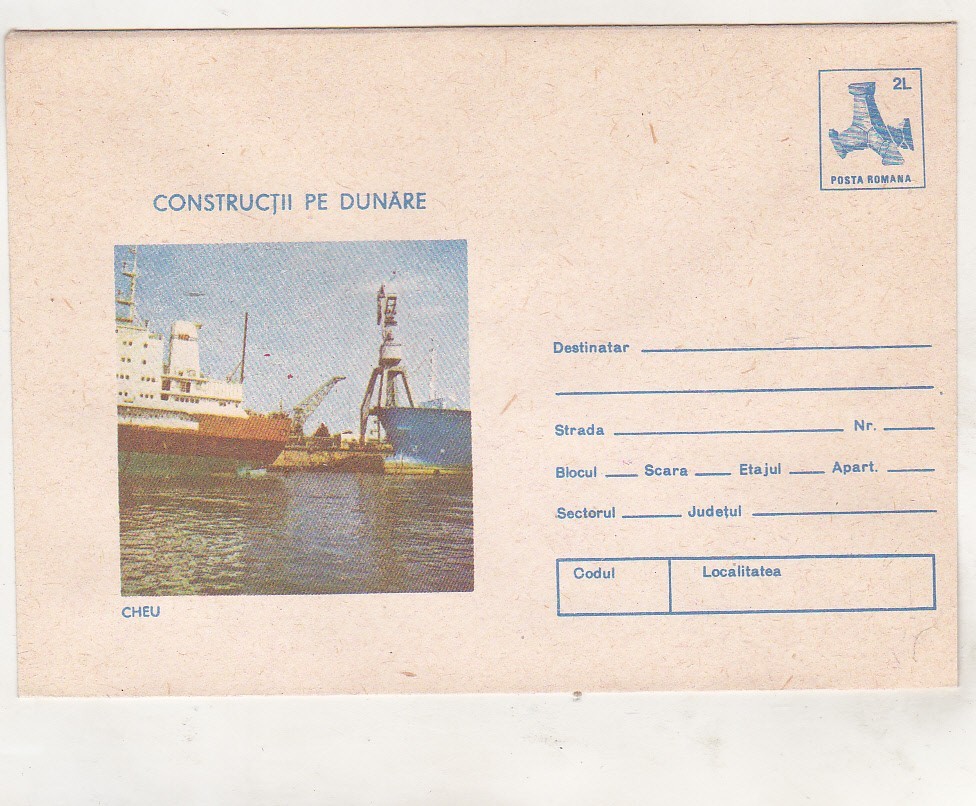 2L
POSTA ROMANA
CONSTRUCȚII PE DUNĂRE
Destinatar
Strada Nr.
Blocul Scara Etajul Apart.
Sectorul Județul
Codul Localitatea
CHEU